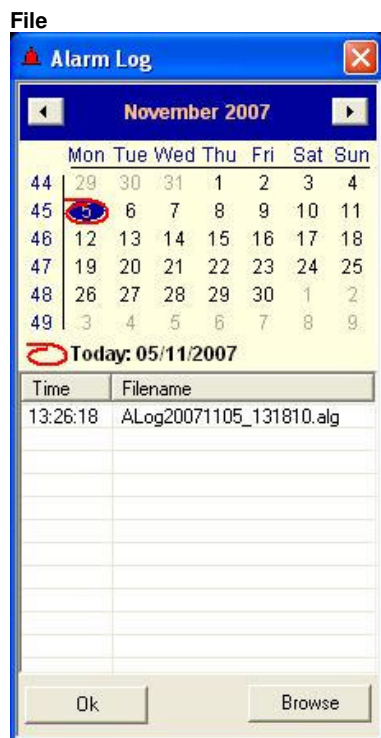 File
Alarm Log
November 2007
Mon Tue Wed Thu Fri Sat Sun
44 29 30 31 1 2 3 4
45 5 6 7 8 9 10 11
46 12 13 14 15 16 17 18
47 19 20 21 22 23 24 25
48 26 27 28 29 30 1 2
49 3 4 5 6 7 8 9
Today: 05/11/2007
Time Filename
13:26:18 ALog20071105_131810.alg
Ok Browse